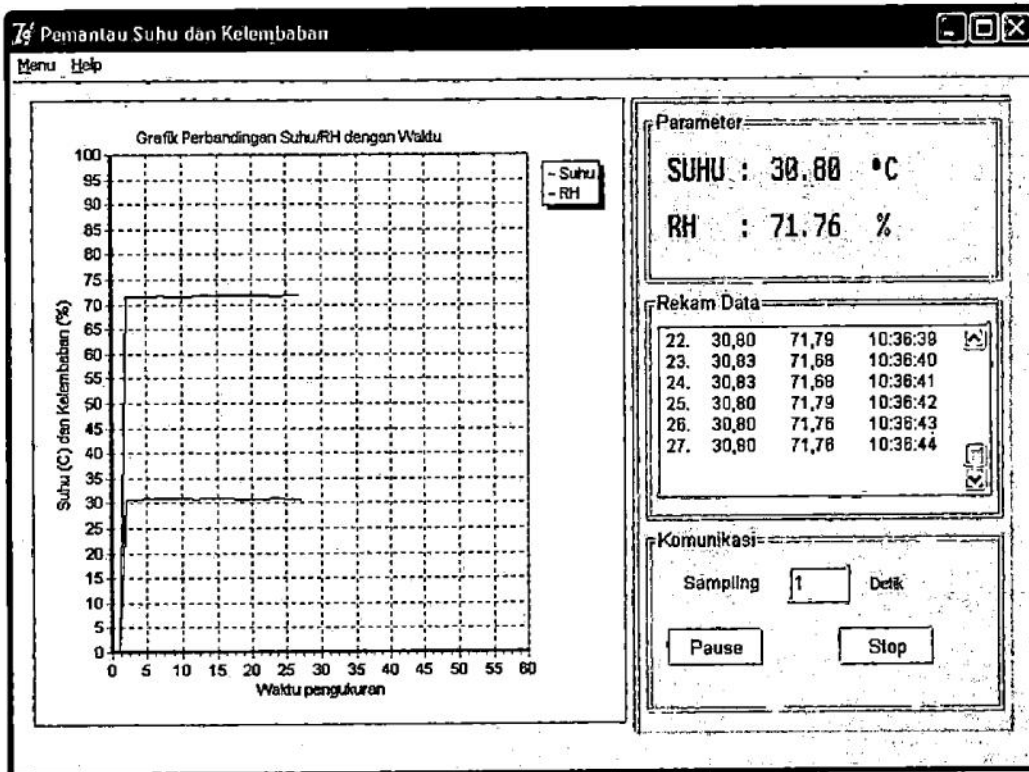 Pemantau Suhu dan Kelembaban
Menu Help
Grafik Perbandingan Suhu/RH dengan Waktu
100
95
90
85
80
75
70
65
60
55
50
45
40
35
30
25
20
15
10
5
0
Suhu (C) dan Kelembaban (%)
0 5 10 15 20 25 30 35 40 45 50 55 60
Waktu pengukuran
Suhu
RH
Parameter
SUHU : 30.80 °C
RH : 71.76 %
Rekam Data
22. 30,80 71,79 10:36:39
23. 30,83 71,68 10:36:40
24. 30,83 71,68 10:36:41
25. 30,80 71,79 10:36:42
26. 30,80 71,76 10:36:43
27. 30,80 71,76 10:36:44
Komunikasi
Sampling 1 Detik
Pause Stop